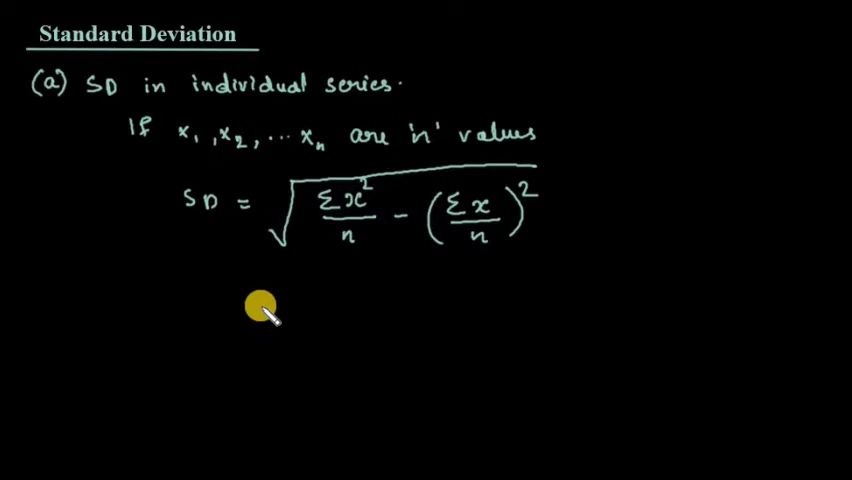 Standard Deviation
(a) SD in individual series.
If x₁, x₂, ... xₙ are 'n' values
SD = √(Σx²/n - (Σx/n)²)